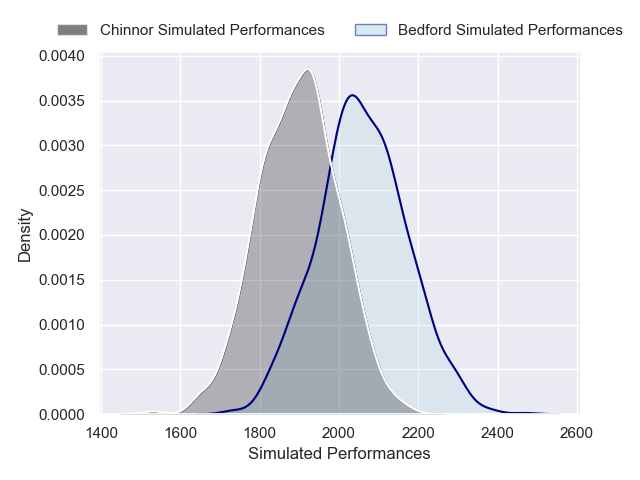 Chinnor Simulated Performances
Bedford Simulated Performances
0.0040
0.0035
0.0030
0.0025
0.0020
0.0015
0.0010
0.0005
0.0000
Density
1400 1600 1800 2000 2200 2400 2600
Simulated Performances